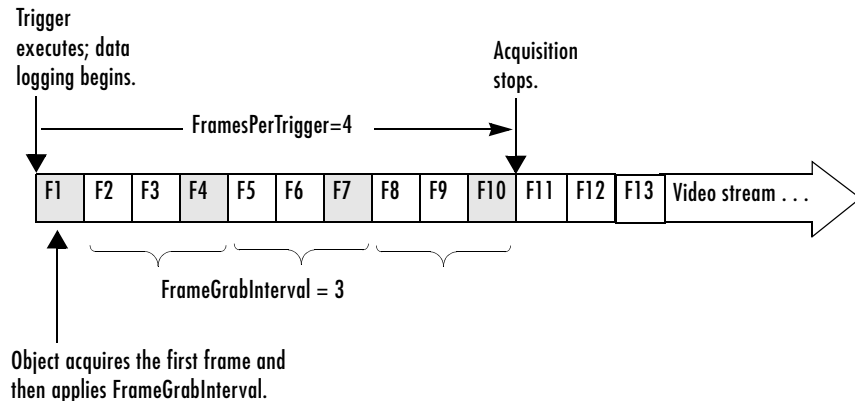 Trigger
executes; data
logging begins.
Acquisition
stops.
FramesPerTrigger=4
F1 F2 F3 F4 F5 F6 F7 F8 F9 F10 F11 F12 F13 Video stream . . .
FrameGrabInterval = 3
Object acquires the first frame and
then applies FrameGrabInterval.